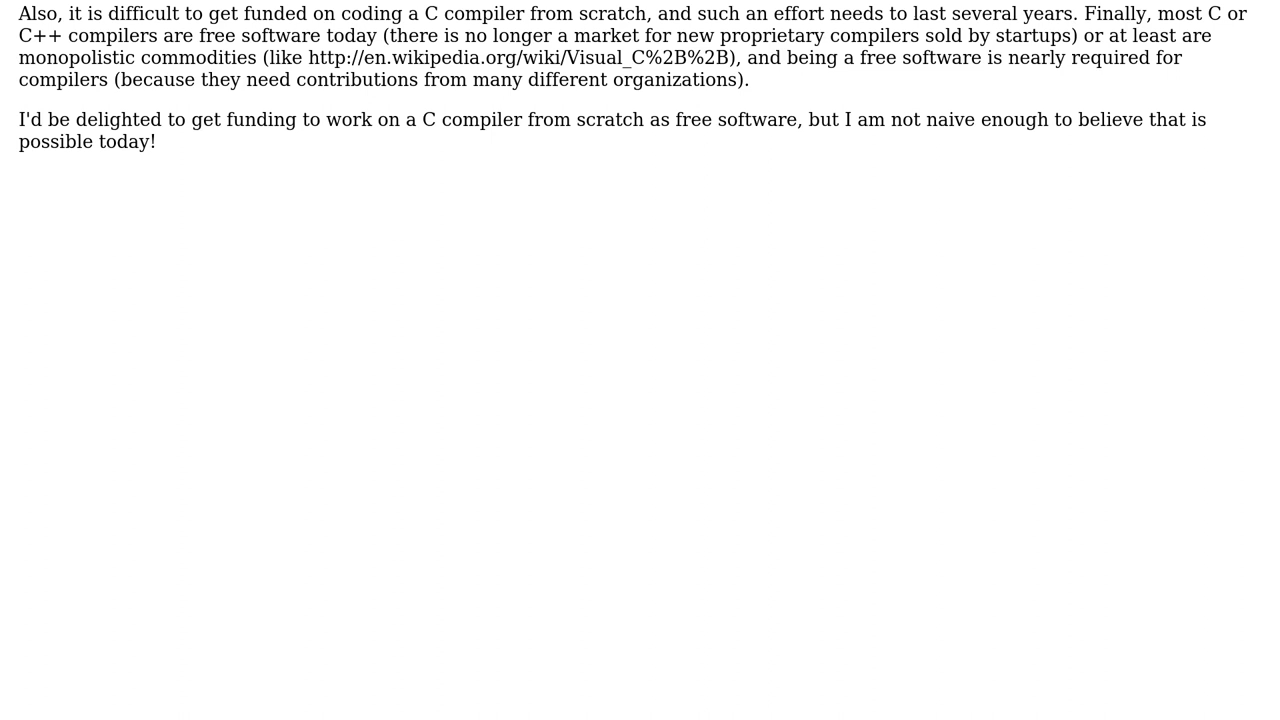 Also, it is difficult to get funded on coding a C compiler from scratch, and such an effort needs to last several years. Finally, most C or
C++ compilers are free software today (there is no longer a market for new proprietary compilers sold by startups) or at least are
monopolistic commodities (like http://en.wikipedia.org/wiki/Visual_C%2B%2B), and being a free software is nearly required for
compilers (because they need contributions from many different organizations).
I'd be delighted to get funding to work on a C compiler from scratch as free software, but I am not naive enough to believe that is
possible today!